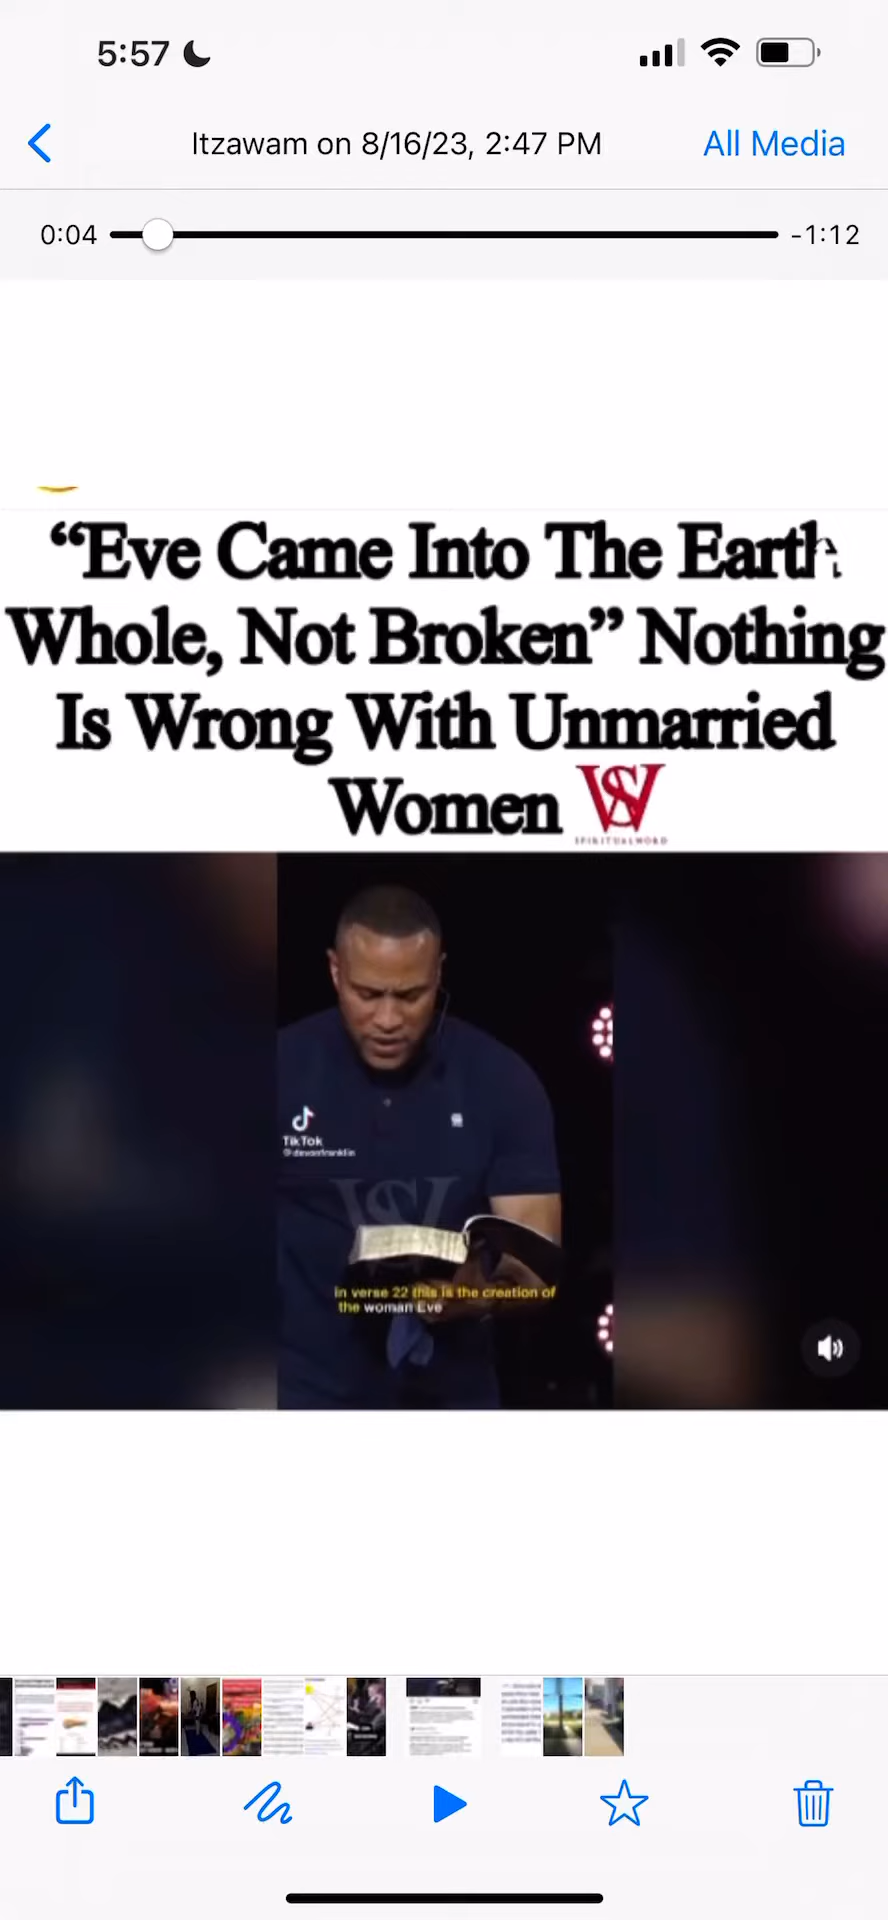 5:57
Itzawam on 8/16/23, 2:47 PM
All Media
0:04
-1:12
“Eve Came Into The Earth
Whole, Not Broken” Nothing
Is Wrong With Unmarried
Women
SPIRITUALWORD
TikTok
@devonfranklin
in verse 22 this is the creation of
the woman Eve